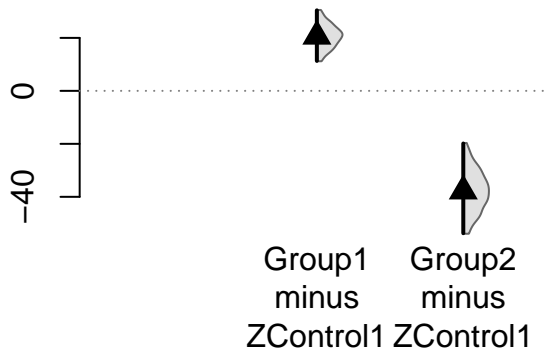 0
−40
Group1 Group2
minus minus
ZControl1 ZControl1